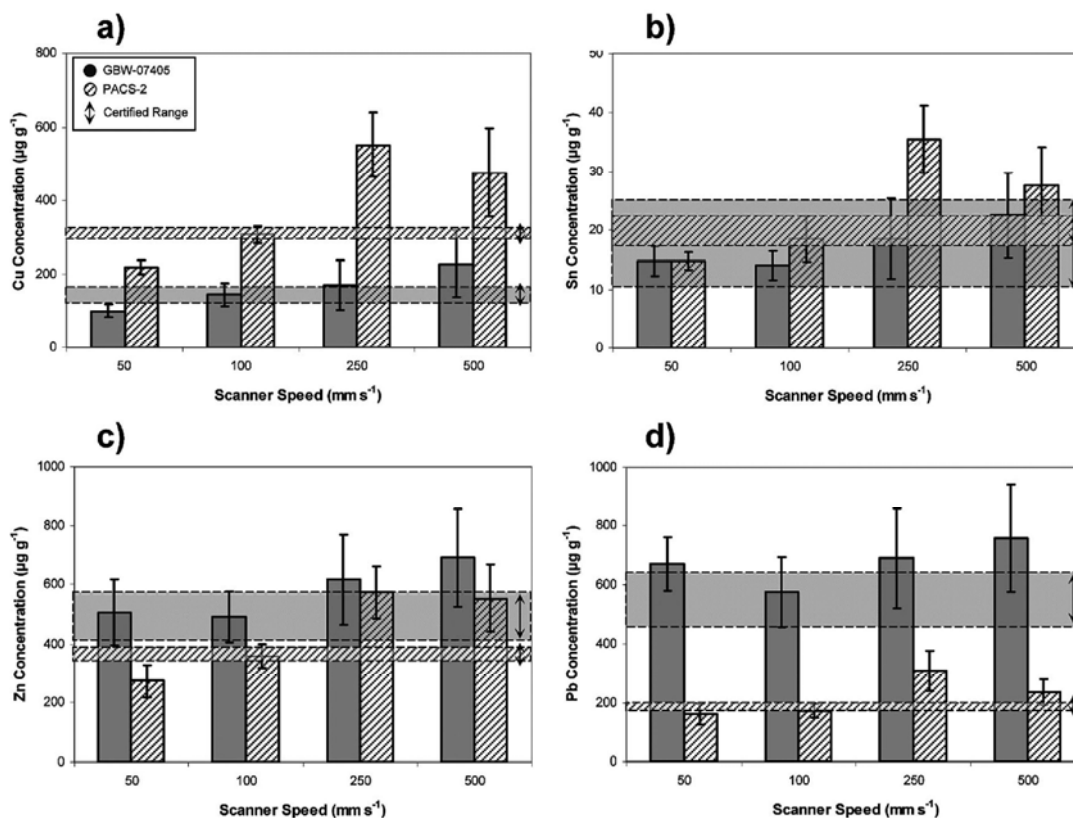 a)
800
600
400
200
0
Cu Concentration (µg g⁻¹)
GBW-07405
PACS-2
Certified Range
50 100 250 500
Scanner Speed (mm s⁻¹)
b)
50
40
30
20
10
0
Sn Concentration (µg g⁻¹)
50 100 250 500
Scanner Speed (mm s⁻¹)
c)
1000
800
600
400
200
0
Zn Concentration (µg g⁻¹)
50 100 250 500
Scanner Speed (mm s⁻¹)
d)
1000
800
600
400
200
0
Pb Concentration (µg g⁻¹)
50 100 250 500
Scanner Speed (mm s⁻¹)